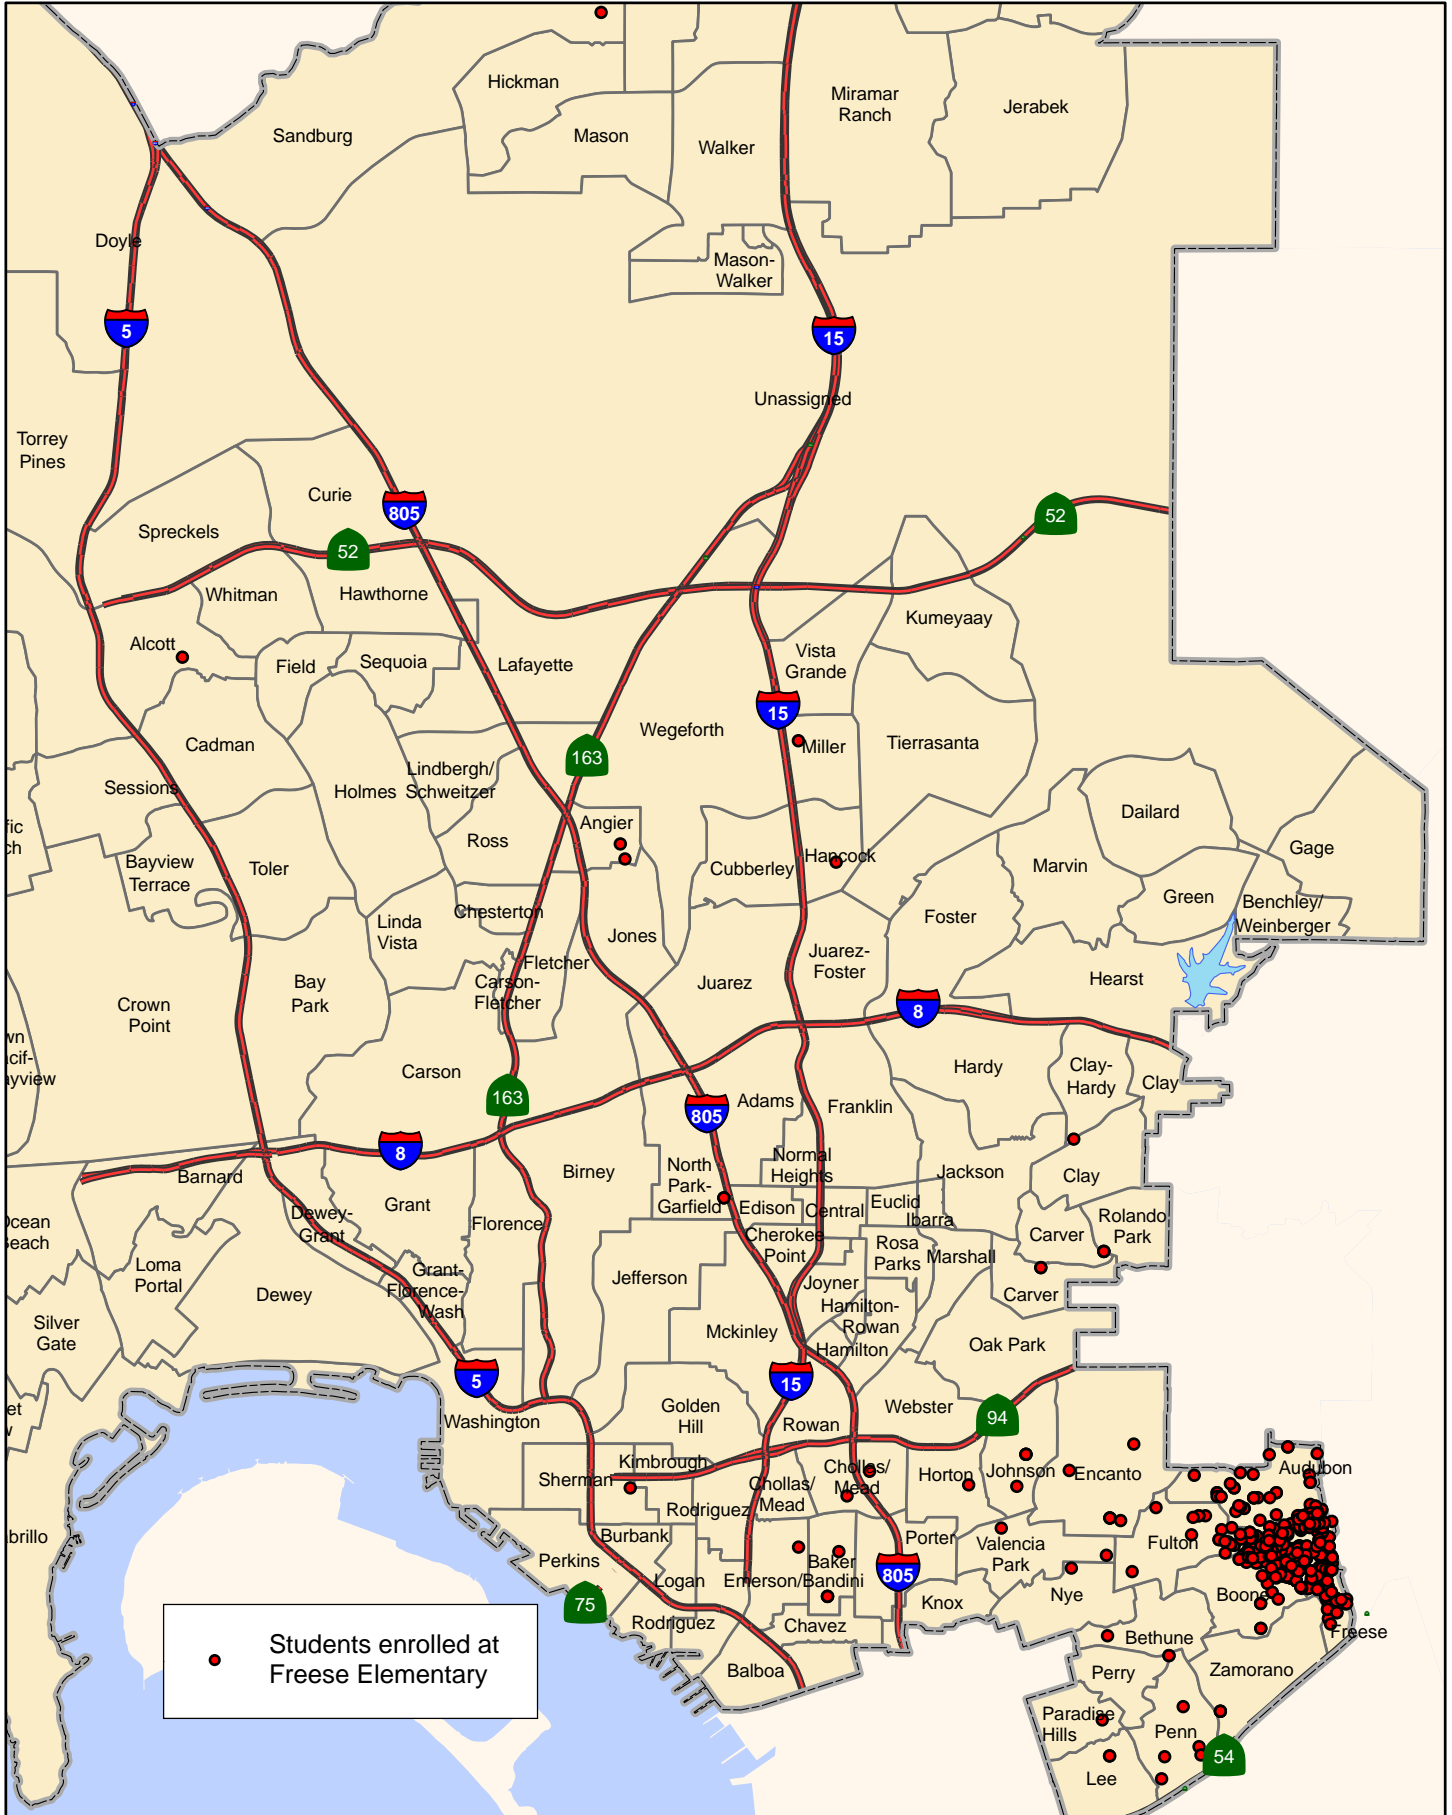 Hickman
Sandburg
Mason
Walker
Miramar
Ranch
Jerabek
Doyle
Mason-
Walker
5
15
Unassigned
Torrey
Pines
Curie
805
52
Spreckels
52
Whitman
Hawthorne
Kumeyaay
Alcott
Field
Sequoia
Lafayette
Vista
Grande
15
Wegeforth
Miller
Tierrasanta
Cadman
163
Sessions
Holmes
Lindbergh/
Schweitzer
Dailard
fic
ch
Angier
Ross
Gage
Bayview
Terrace
Toler
Cubberley
Hancock
Marvin
Green
Benchley/
Weinberger
Chesterton
Linda
Vista
Jones
Foster
Fletcher
Juarez-
Foster
Carson-
Fletcher
Juarez
Hearst
Bay
Park
Crown
Point
8
wn
acif-
ayview
Carson
Hardy
Clay-
Hardy
Clay
163
805
Adams
Franklin
8
Barnard
Birney
North
Park-
Garfield
Normal
Heights
Jackson
Clay
Grant
Dewey-
Grant
Florence
Edison
Central
Euclid
Ibarra
Carver
Rolando
Park
Ocean
Beach
Cherokee
Point
Rosa
Parks
Marshall
Loma
Portal
Dewey
Grant-
Florence-
Wash
Jefferson
Joyner
Carver
Hamilton-
Rowan
Silver
Gate
Mckinley
Hamilton
Oak Park
5
15
et
w
Washington
Golden
Hill
Rowan
Webster
94
Sherman
Kimbrough
Chollas/
Mead
Chollas/
Mead
Horton
Johnson
Encanto
Audubon
Rodriguez
brillo
Burbank
Porter
Valencia
Park
Fulton
Perkins
Logan
Baker
Emerson/Bandini
805
Nye
Boone
75
Rodriguez
Chavez
Knox
Bethune
Freese
Balboa
Perry
Zamorano
Paradise
Hills
Penn
54
Lee
Students enrolled at
Freese Elementary